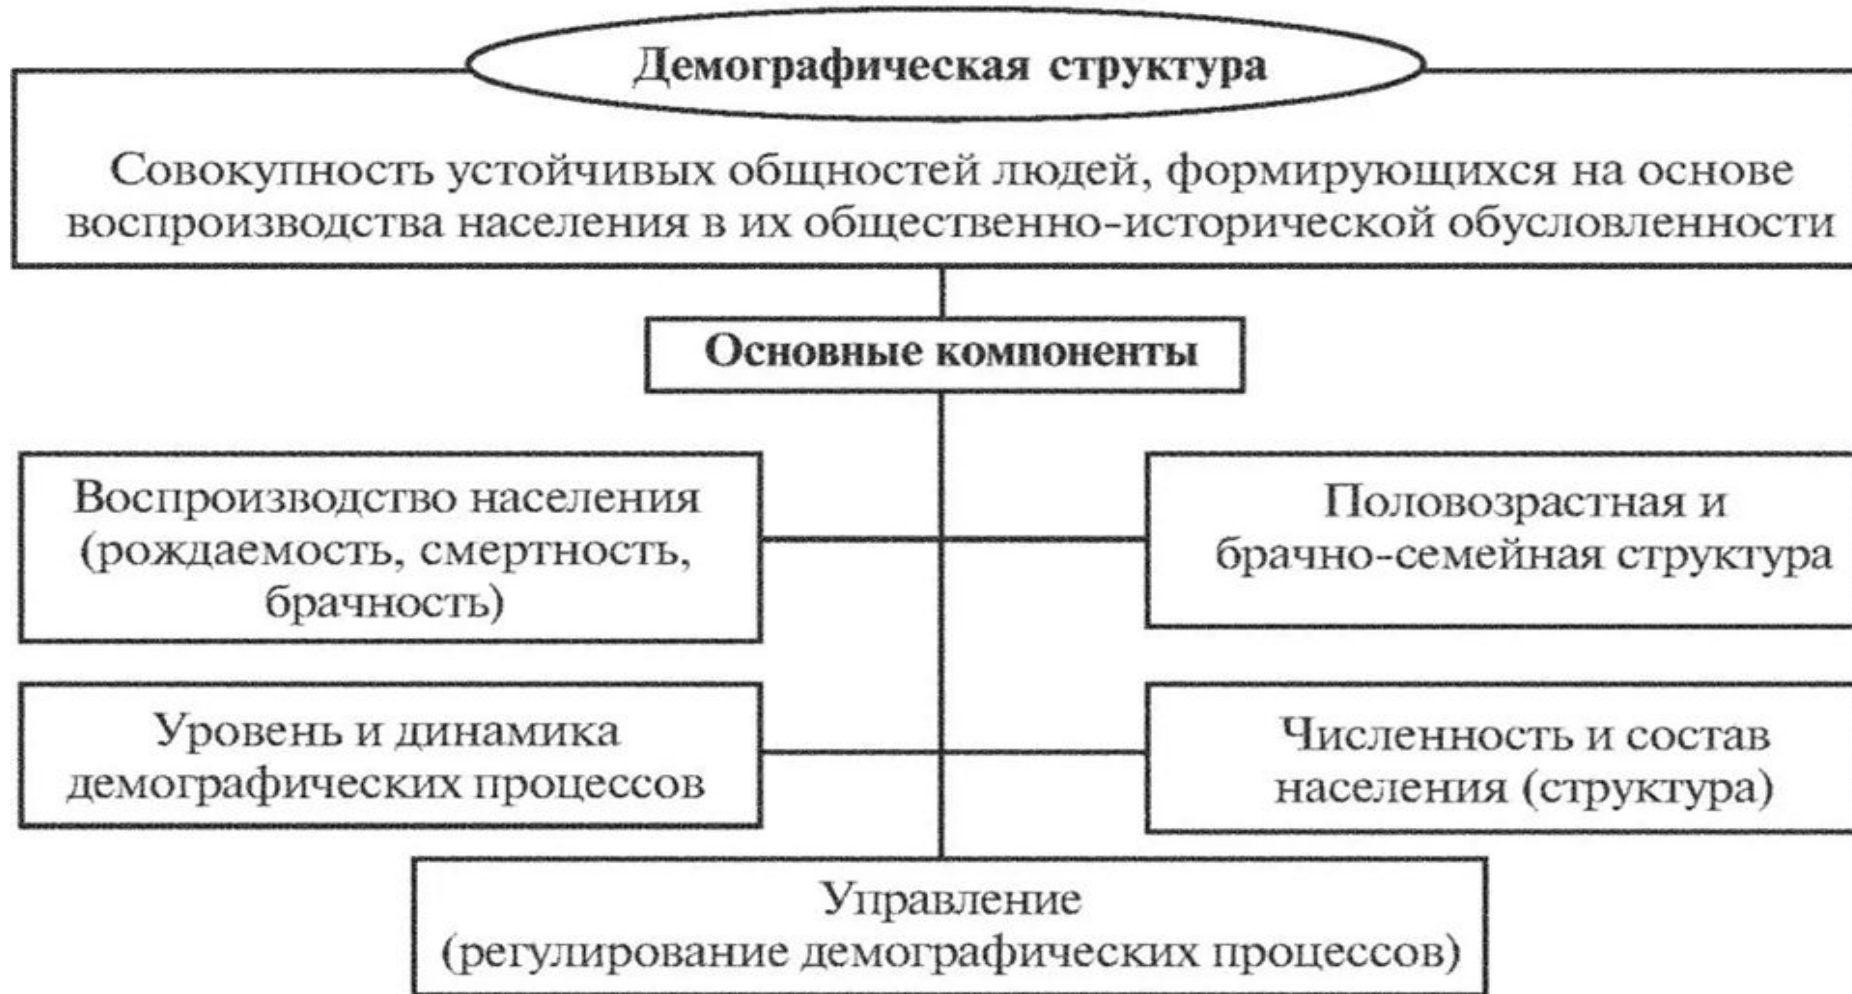 Демографическая структура
Совокупность устойчивых общностей людей, формирующихся на основе
воспроизводства населения в их общественно-исторической обусловленности
Основные компоненты
Воспроизводство населения
(рождаемость, смертность,
брачность)
Половозрастная и
брачно-семейная структура
Уровень и динамика
демографических процессов
Численность и состав
населения (структура)
Управление
(регулирование демографических процессов)